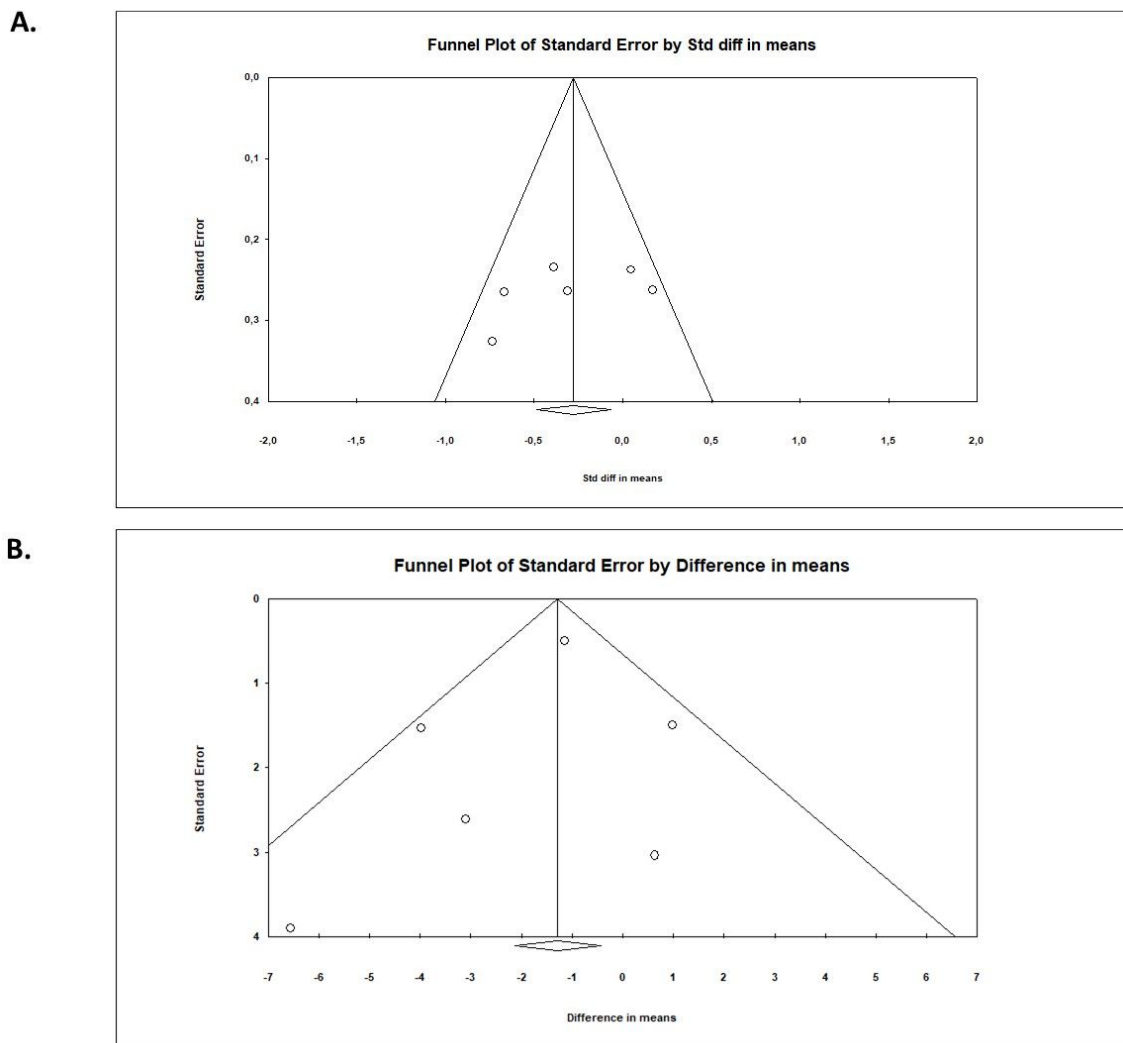 A.
Funnel Plot of Standard Error by Std diff in means
0,0
0,1
0,2
0,3
0,4
Standard Error
-2,0 -1,5 -1,0 -0,5 0,0 0,5 1,0 1,5 2,0
Std diff in means
B.
Funnel Plot of Standard Error by Difference in means
0
1
2
3
4
Standard Error
-7 -6 -5 -4 -3 -2 -1 0 1 2 3 4 5 6 7
Difference in means